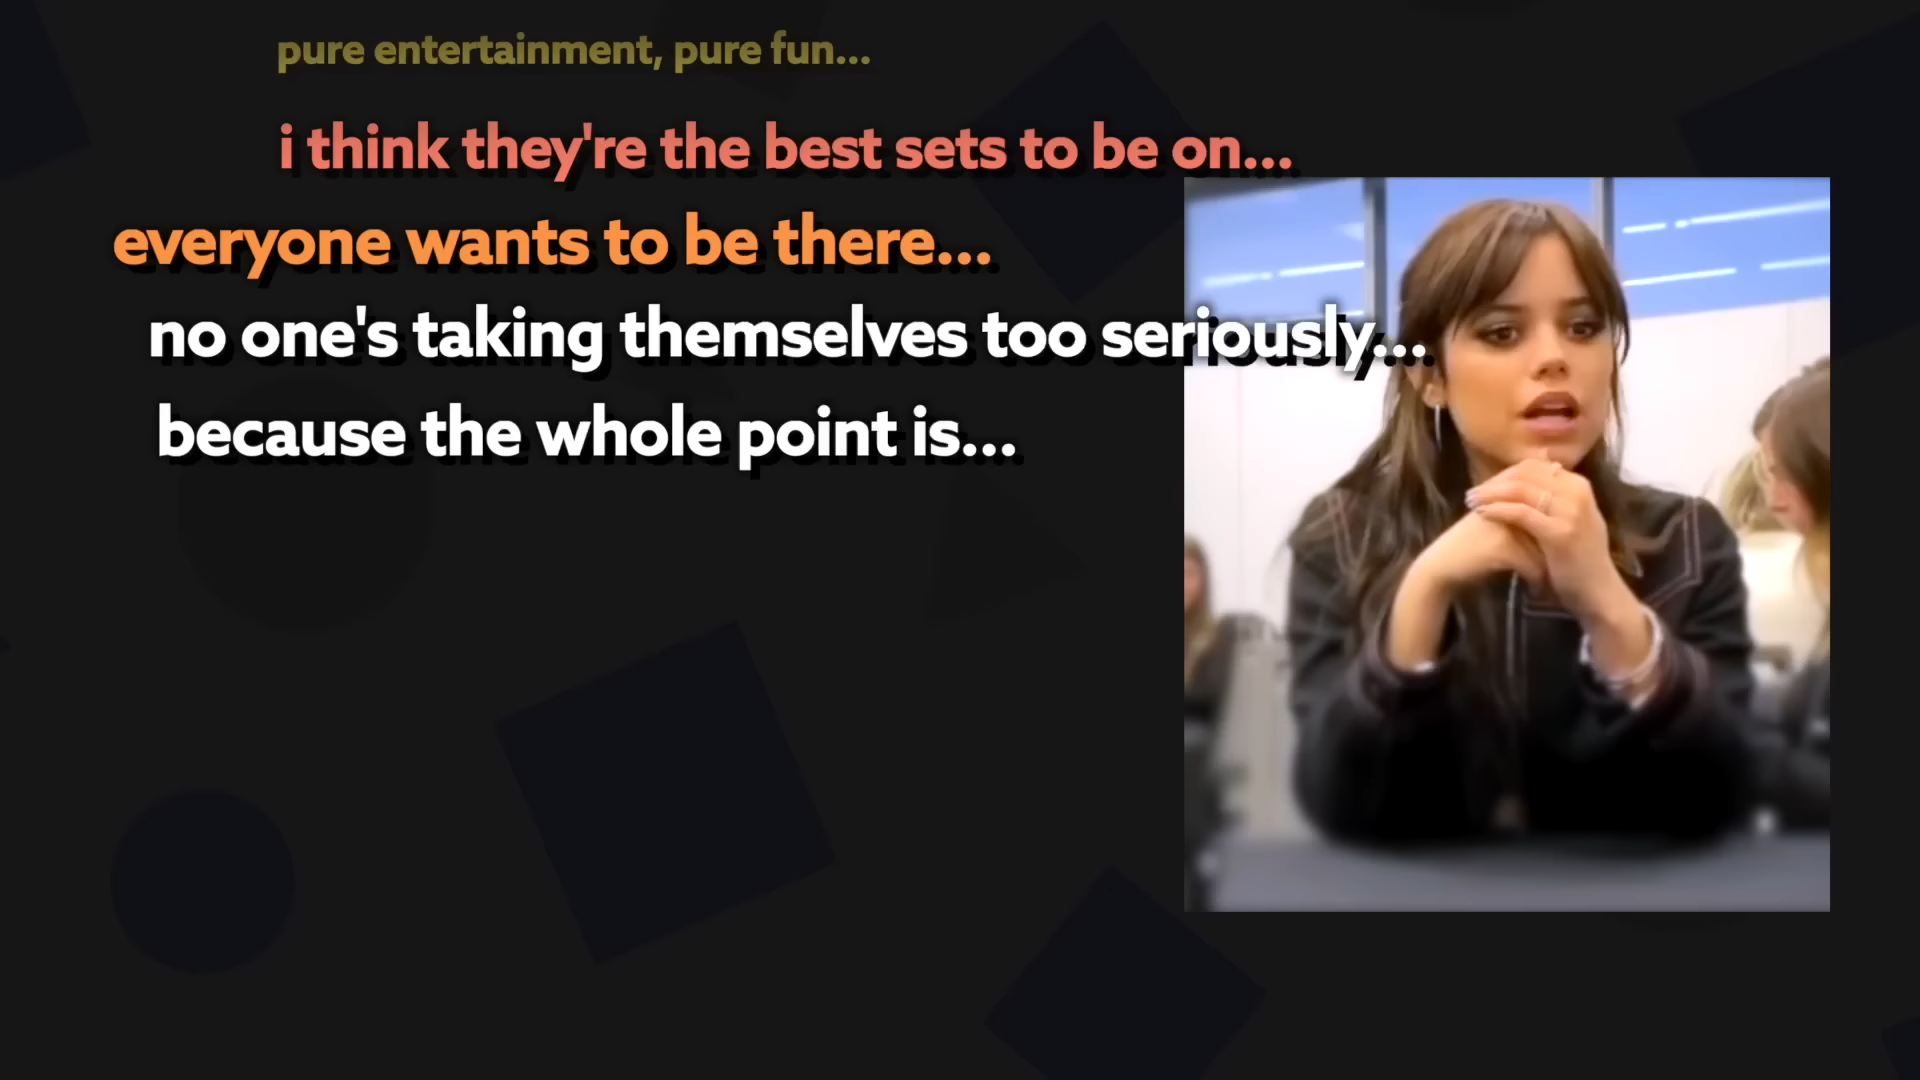 pure entertainment, pure fun...
i think they're the best sets to be on...
everyone wants to be there...
no one's taking themselves too seriously...
because the whole point is...